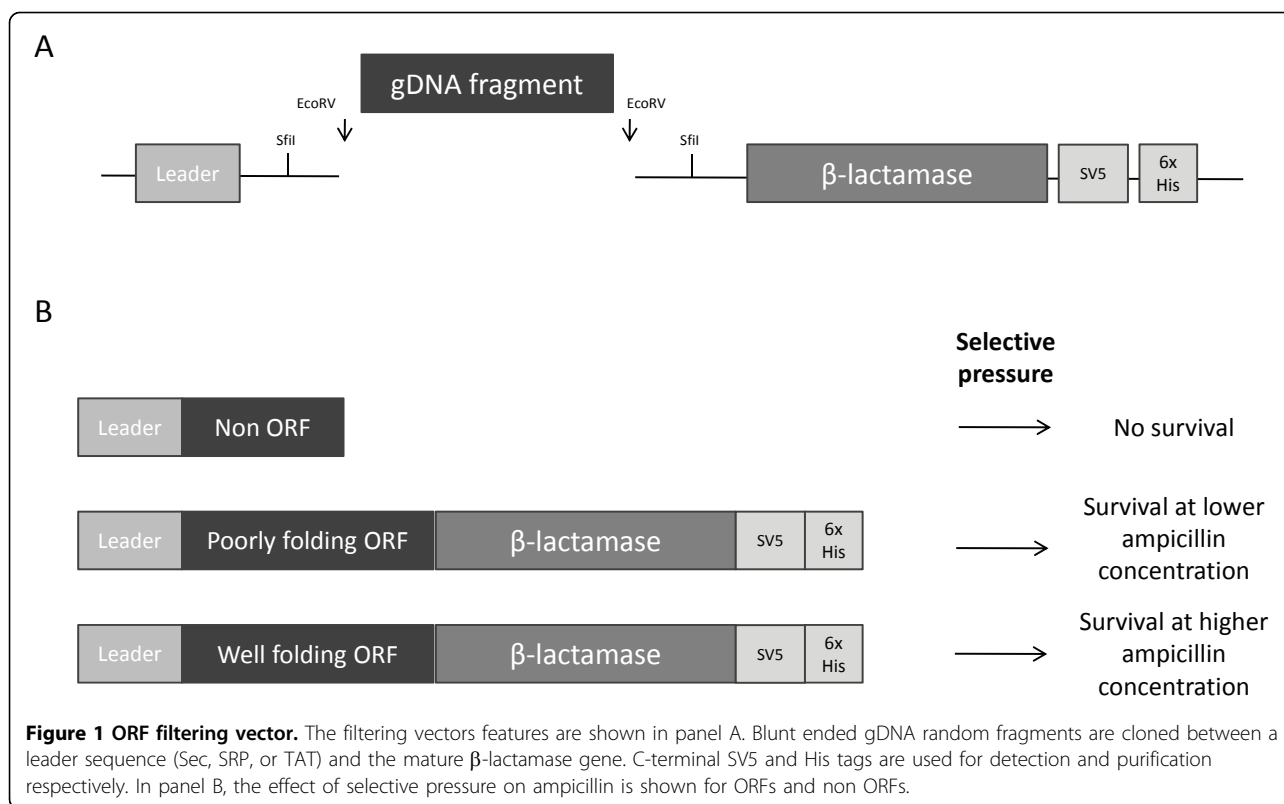 A
gDNA fragment
EcoRV
EcoRV
SfiI
SfiI
Leader
β-lactamase
SV5
6x
His
B
Selective
pressure
Leader
Non ORF
No survival
Leader
Poorly folding ORF
β-lactamase
SV5
6x
His
Survival at lower
ampicillin
concentration
Leader
Well folding ORF
β-lactamase
SV5
6x
His
Survival at higher
ampicillin
concentration
Figure 1 ORF filtering vector. The filtering vectors features are shown in panel A. Blunt ended gDNA random fragments are cloned between a
leader sequence (Sec, SRP, or TAT) and the mature β-lactamase gene. C-terminal SV5 and His tags are used for detection and purification
respectively. In panel B, the effect of selective pressure on ampicillin is shown for ORFs and non ORFs.